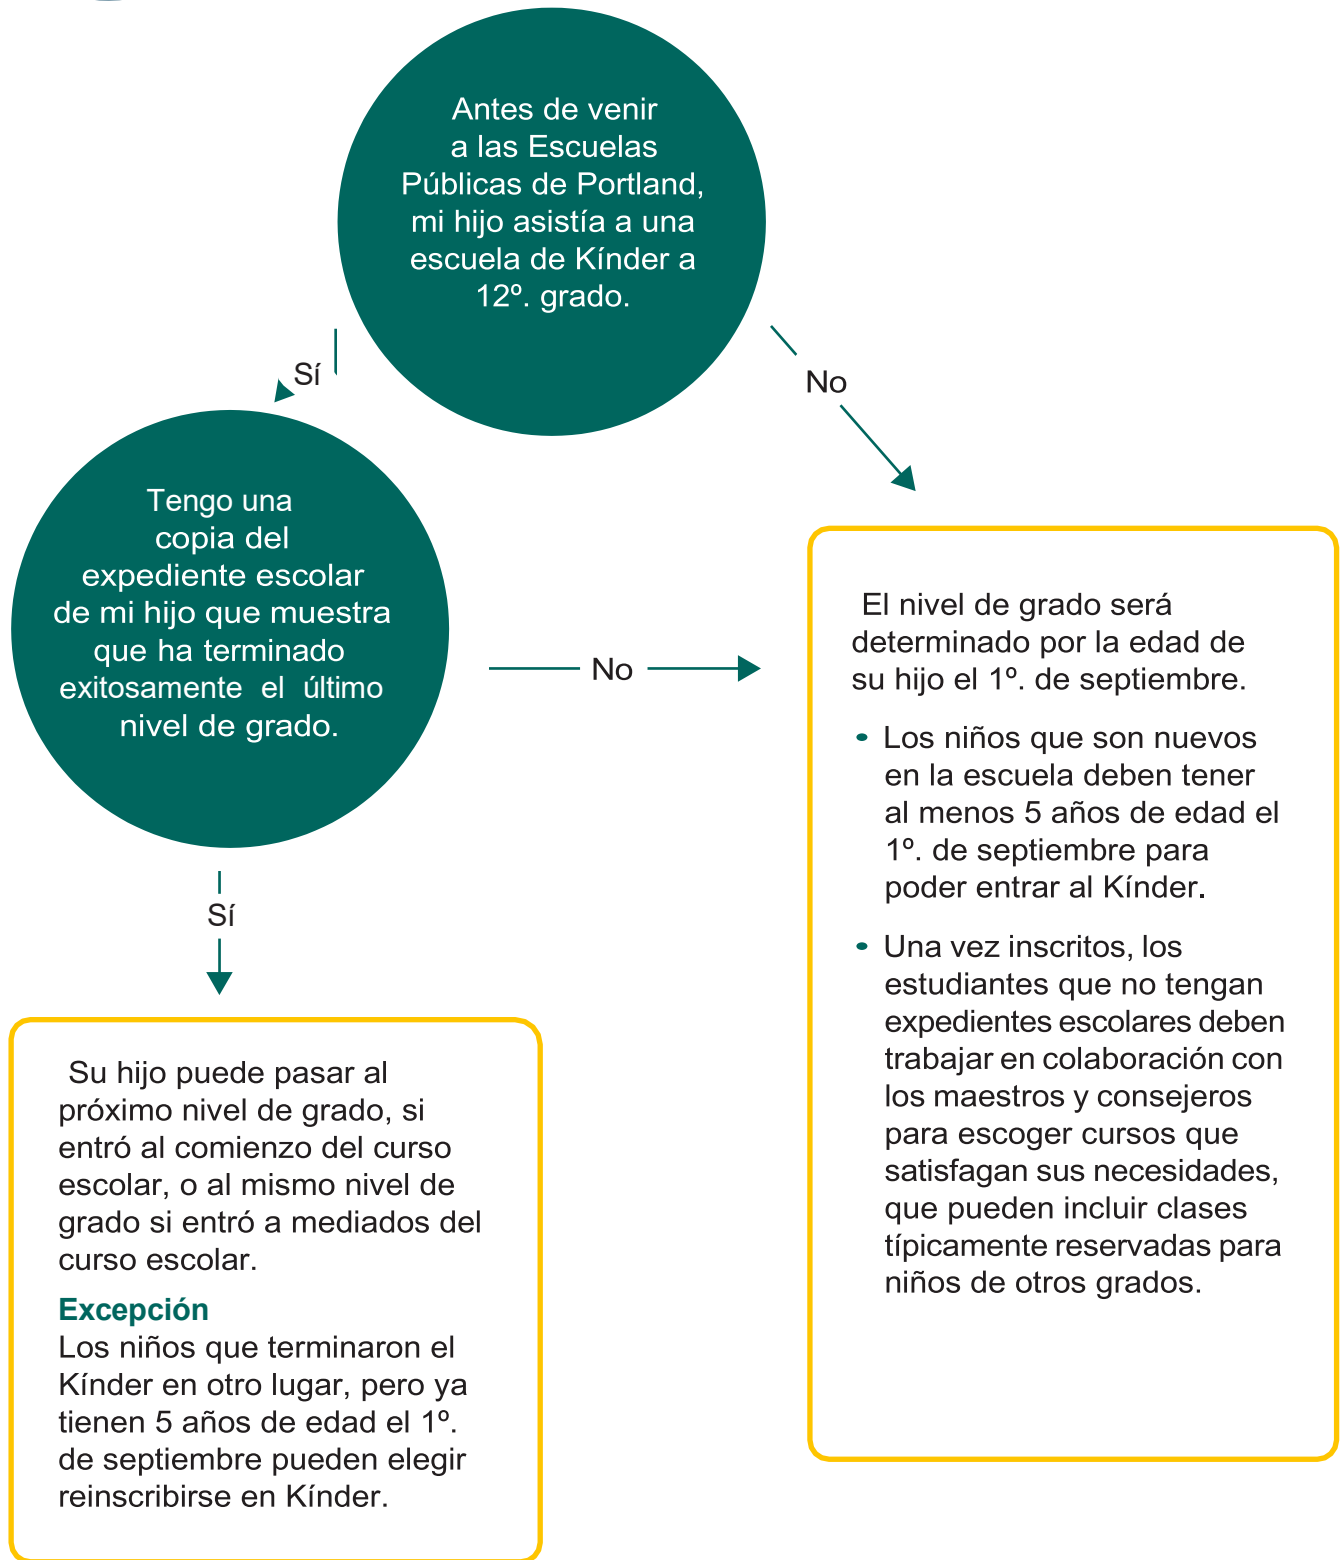 Antes de venir
a las Escuelas
Públicas de Portland,
mi hijo asistía a una
escuela de Kínder a
12º. grado.
Sí
No
Tengo una
copia del
expediente escolar
de mi hijo que muestra
que ha terminado
exitosamente el último
nivel de grado.
No
Sí
El nivel de grado será
determinado por la edad de
su hijo el 1º. de septiembre.
• Los niños que son nuevos
en la escuela deben tener
al menos 5 años de edad el
1º. de septiembre para
poder entrar al Kínder.
• Una vez inscritos, los
estudiantes que no tengan
expedientes escolares deben
trabajar en colaboración con
los maestros y consejeros
para escoger cursos que
satisfagan sus necesidades,
que pueden incluir clases
típicamente reservadas para
niños de otros grados.
Su hijo puede pasar al
próximo nivel de grado, si
entró al comienzo del curso
escolar, o al mismo nivel de
grado si entró a mediados del
curso escolar.
Excepción
Los niños que terminaron el
Kínder en otro lugar, pero ya
tienen 5 años de edad el 1º.
de septiembre pueden elegir
reinscribirse en Kínder.